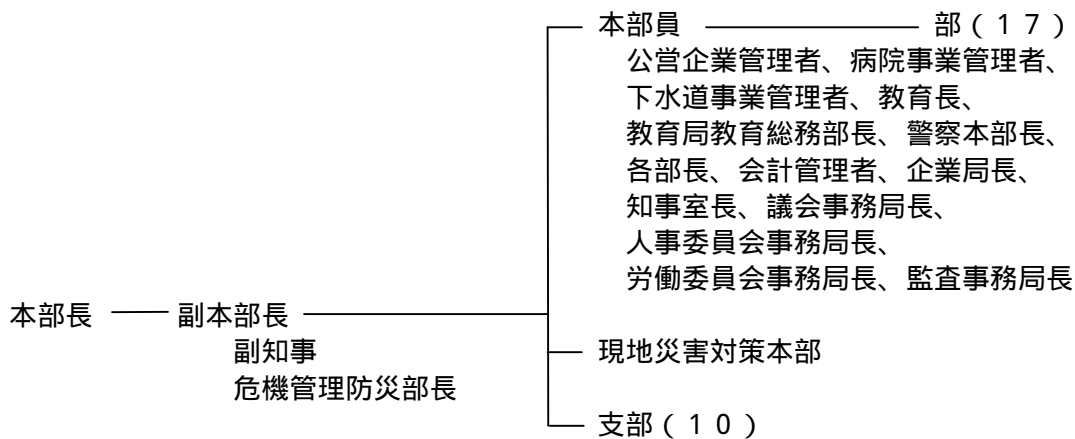 本部員 部(17)
公営企業管理者、病院事業管理者、
下水道事業管理者、教育長、
教育局教育総務部長、警察本部長、
各部長、会計管理者、企業局長、
知事室長、議会事務局長、
人事委員会事務局長、
労働委員会事務局長、監査事務局長
本部長 副本部長
副知事
危機管理防災部長
現地災害対策本部
支部(10)